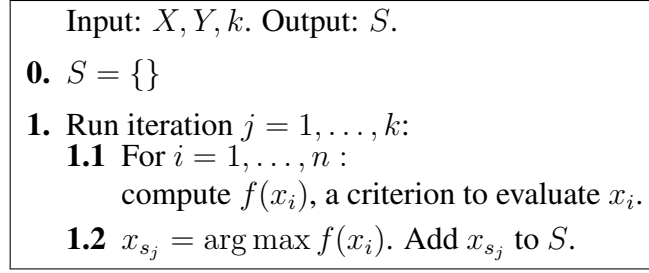 Input: X, Y, k. Output: S.
0. S = {}
1. Run iteration j = 1, . . . , k:
1.1 For i = 1, . . . , n :
compute f(x_i), a criterion to evaluate x_i.
1.2 x_{s_j} = arg max f(x_i). Add x_{s_j} to S.